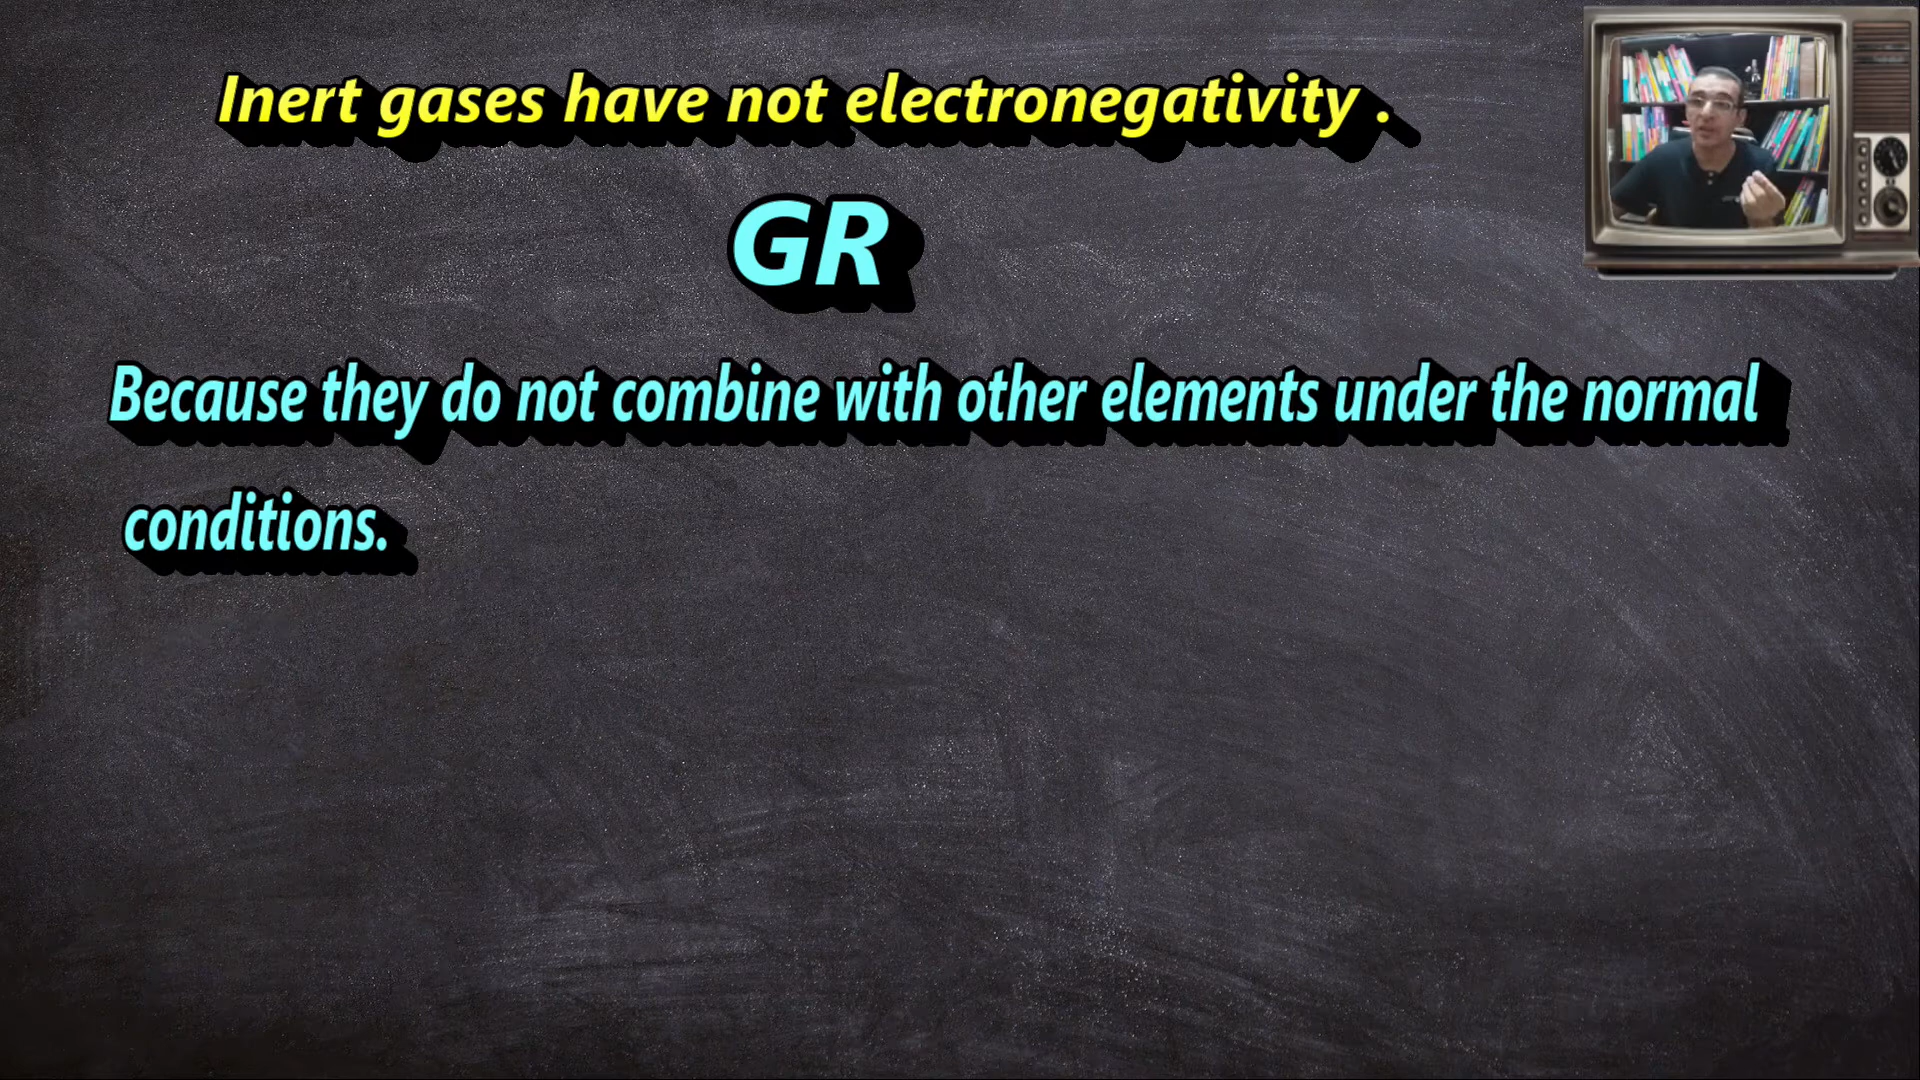 Inert gases have not electronegativity .
GR
Because they do not combine with other elements under the normal
conditions.